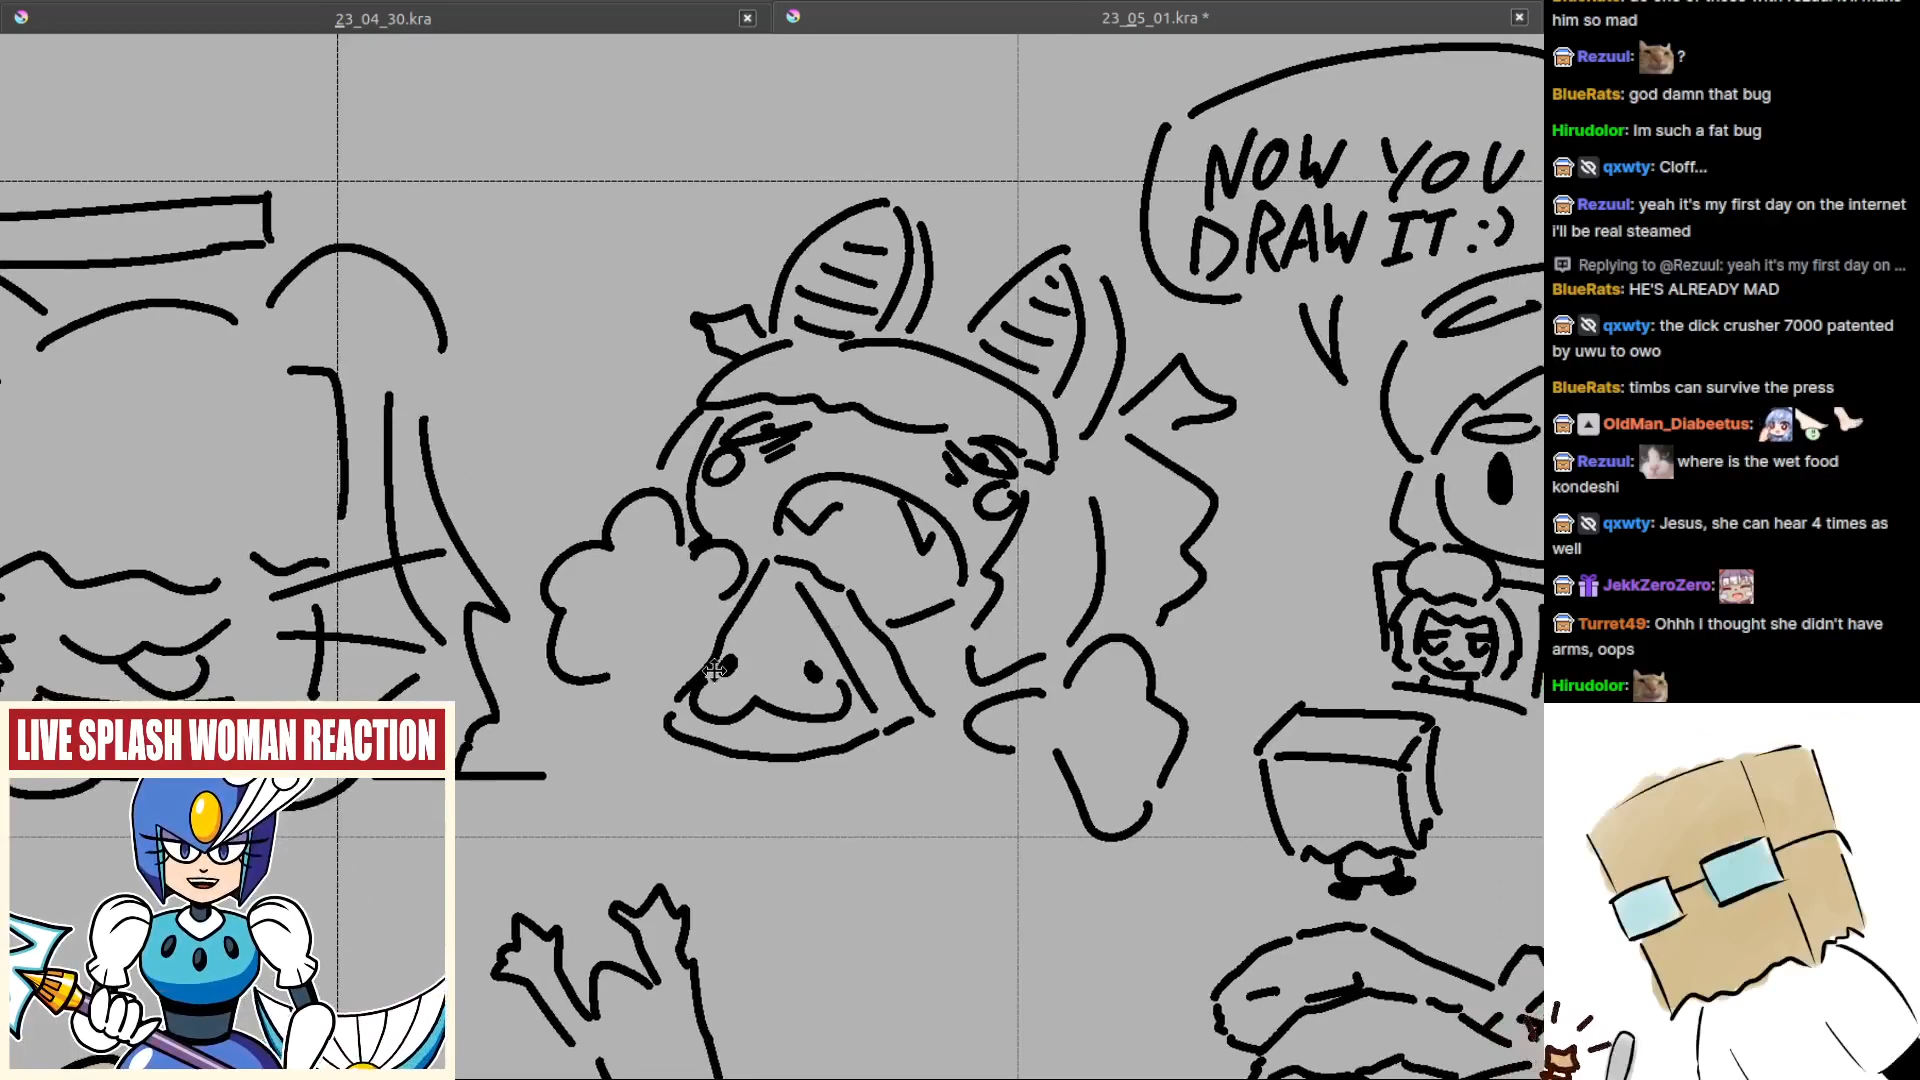 23_04_30.kra
23_05_01.kra *
NOW YOU
DRAW IT :)
LIVE SPLASH WOMAN REACTION
him so mad
Rezuul: ?
BlueRats: god damn that bug
Hirudolor: Im such a fat bug
qxwty: Cloff...
Rezuul: yeah it's my first day on the internet
i'll be real steamed
Replying to @Rezuul: yeah it's my first day on ...
BlueRats: HE'S ALREADY MAD
qxwty: the dick crusher 7000 patented
by uwu to owo
BlueRats: timbs can survive the press
OldMan_Diabeetus:
Rezuul: where is the wet food
kondeshi
qxwty: Jesus, she can hear 4 times as
well
JekkZeroZero:
Turret49: Ohhh I thought she didn't have
arms, oops
Hirudolor: